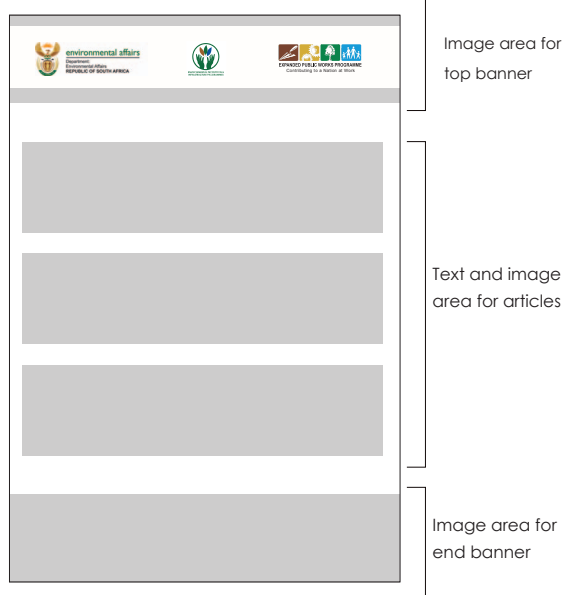 environmental affairs
Department:
Environmental Affairs
REPUBLIC OF SOUTH AFRICA
EXPANDED PUBLIC WORKS PROGRAMME
Contributing to a Nation at Work
Image area for
top banner
Text and image
area for articles
Image area for
end banner